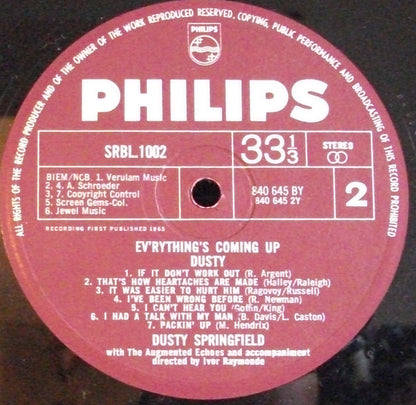 ALL RIGHTS OF THE RECORD PRODUCER AND OF THE OWNER OF THE WORK REPRODUCED RESERVED. COPYING, PUBLIC PERFORMANCE AND BROADCASTING OF THIS RECORD PROHIBITED
PHILIPS
PHILIPS
SRBL.1002
33 1/3
STEREO
BIEM/NCB. 1. Verulam Music
2. 4. A. Schroeder
3. 7. Copyright Control
5. Screen Gems-Col.
6. Jewel Music
840 645 BY
840 645 2Y
2
RECORDING FIRST PUBLISHED 1965
EV'RYTHING'S COMING UP
DUSTY
1. IF IT DON'T WORK OUT (R. Argent)
2. THAT'S HOW HEARTACHES ARE MADE (Halley/Raleigh)
3. IT WAS EASIER TO HURT HIM (Ragovoy/Russell)
4. I'VE BEEN WRONG BEFORE (R. Newman)
5. I CAN'T HEAR YOU (Goffin/King)
6. I HAD A TALK WITH MY MAN (B. Davis/L. Caston)
7. PACKIN' UP (M. Hendrix)
DUSTY SPRINGFIELD
with The Augmented Echoes and accompaniment
directed by Ivor Raymonde